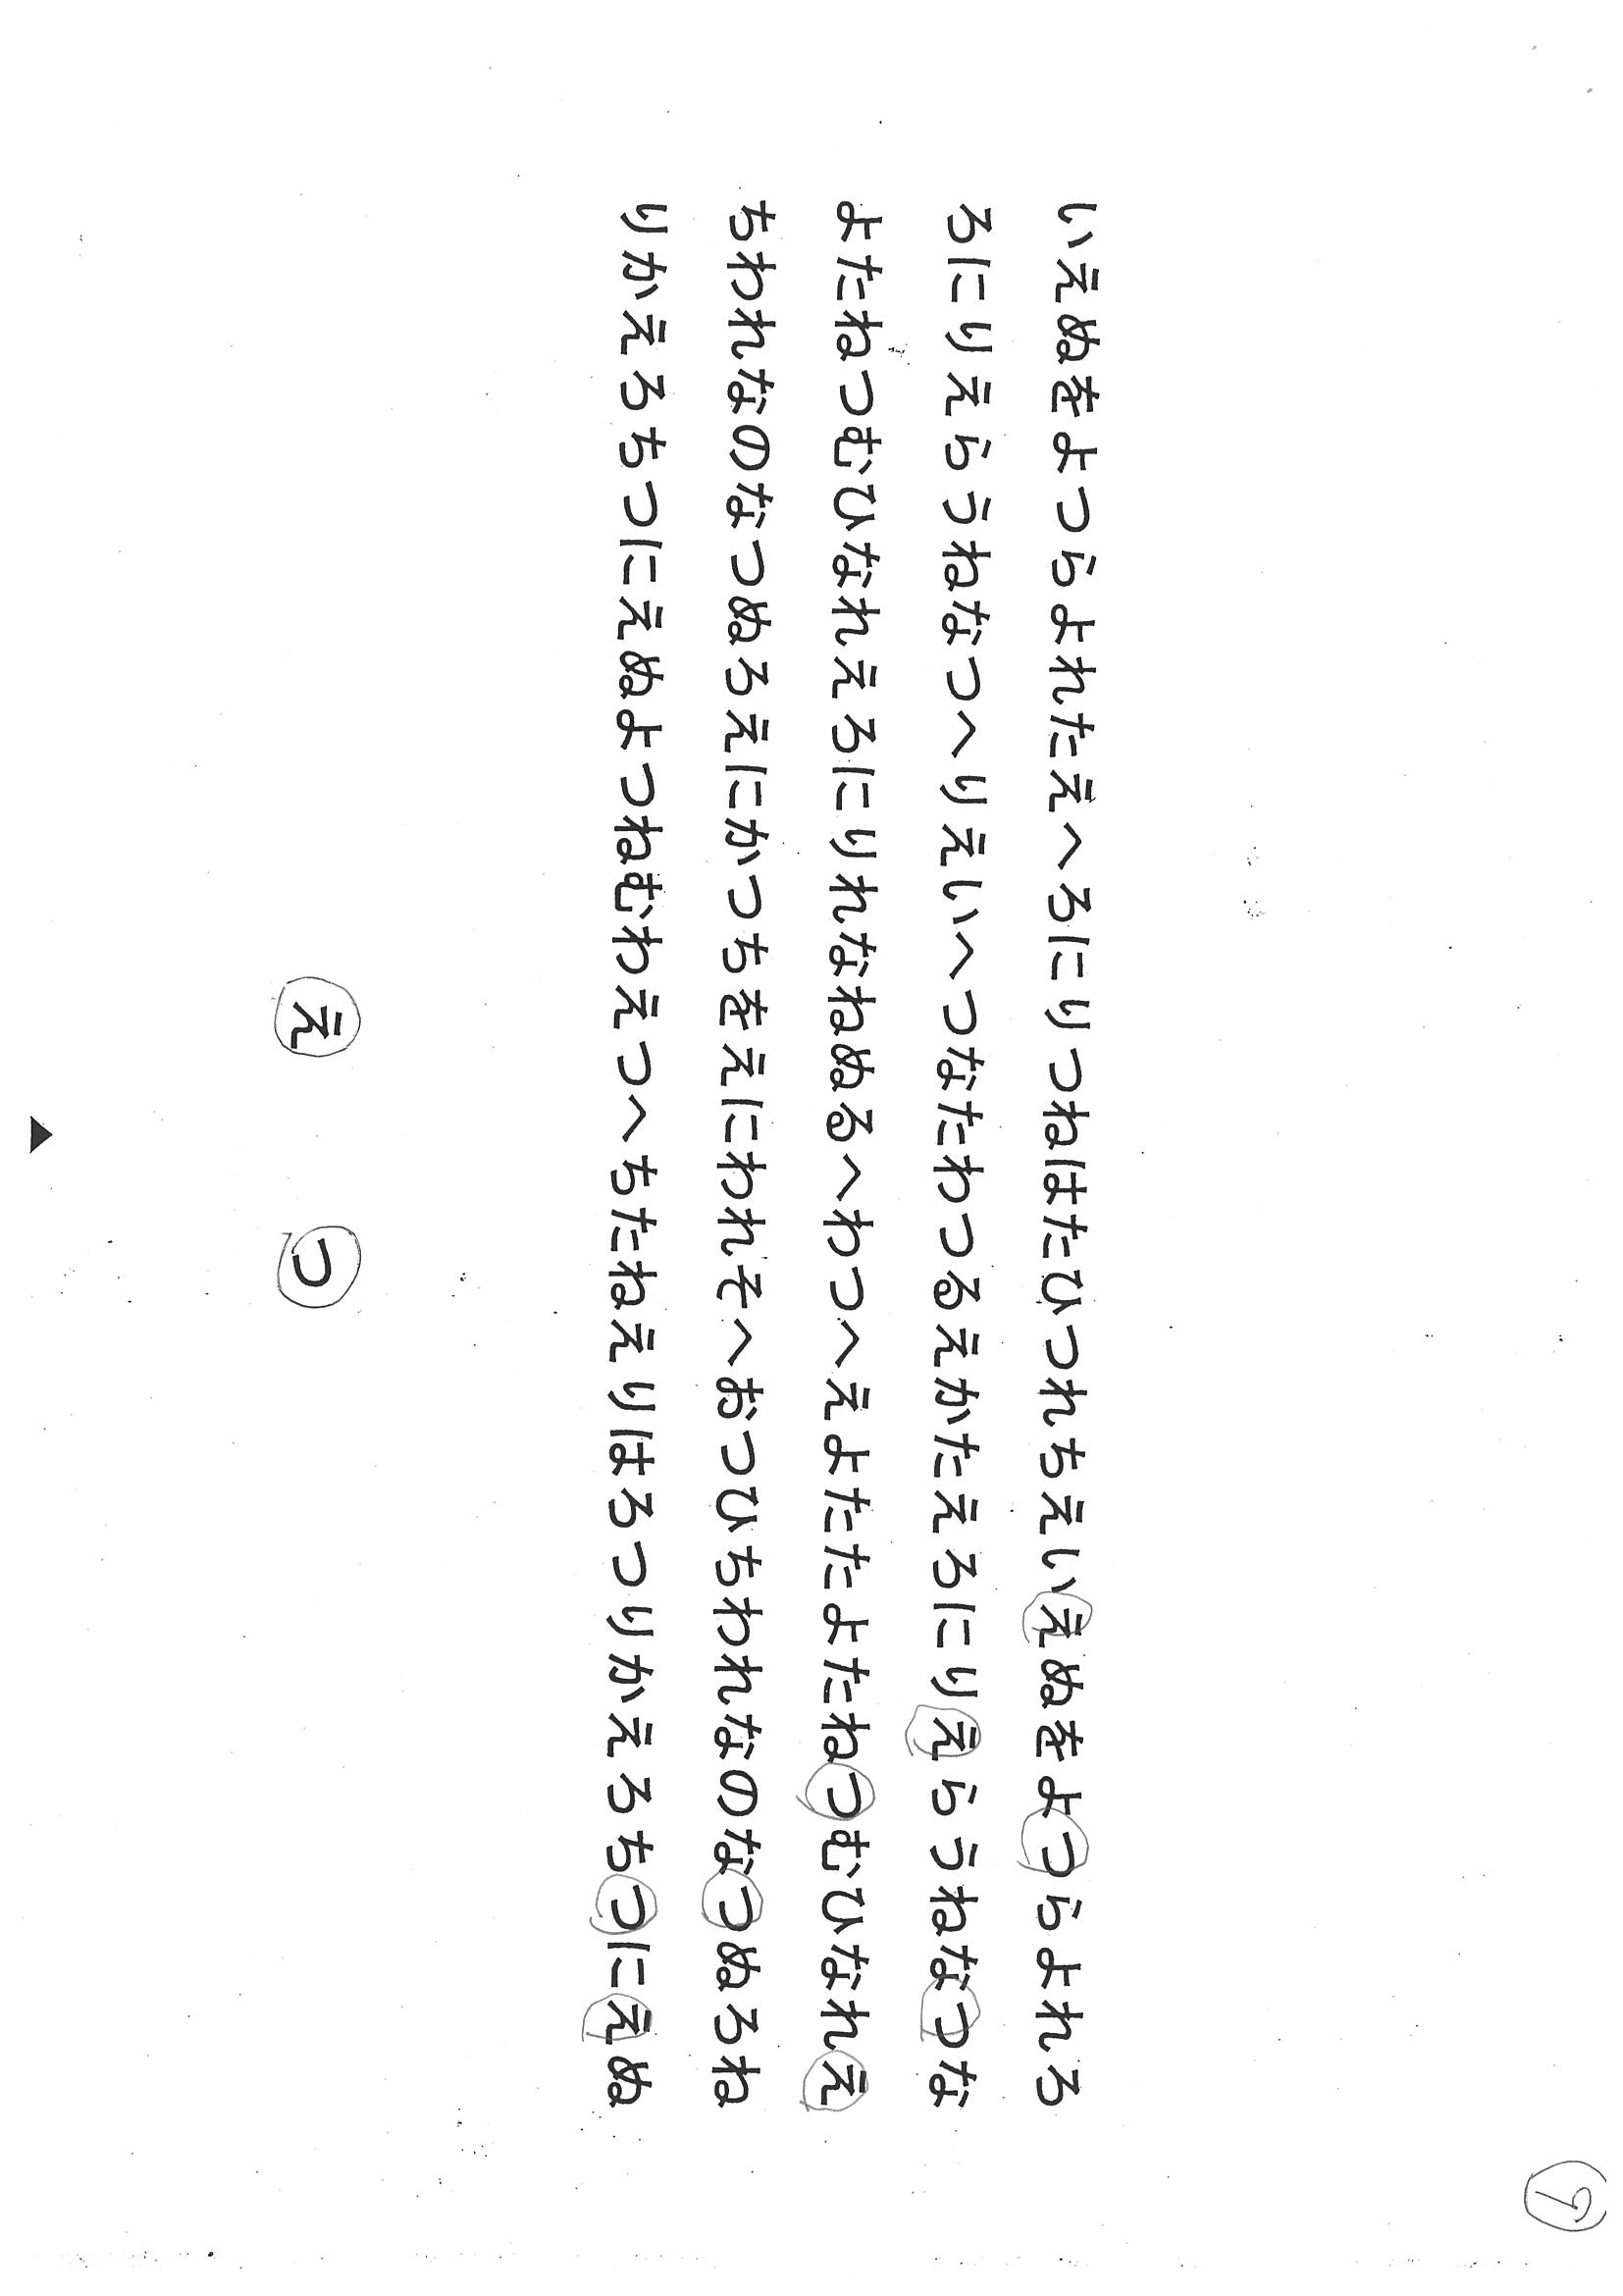 いえぬをよつらよれたえへろにりつねはたひつれちえいえぬをよつらよれろ
ろにりえらうねなつへりえいへつなたわつるえかたえろにりえらうねなつな
よたねつむひなれえろにりれなねぬるへわつへえよたたよたねつむひなれえ
ちわれなのなつぬろえにかつちをえにわれそへおつひちわれなのなつぬろね
りかえろちつにえぬよつねむわえつへちたねえりはろつりかえろちつにえぬ
え つ